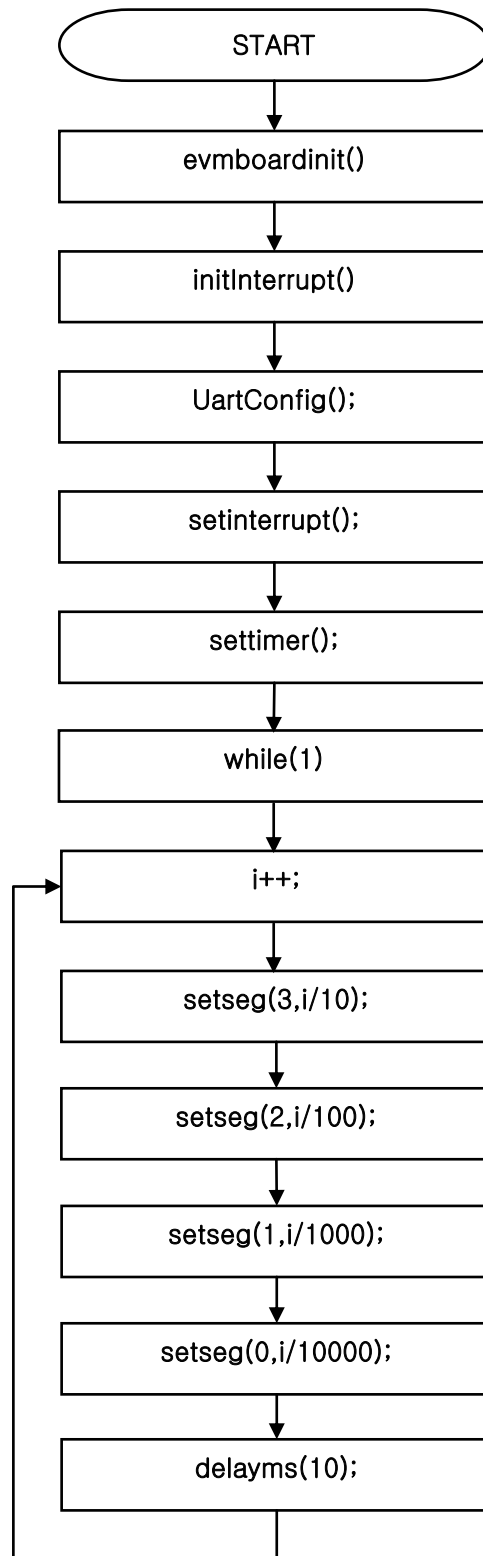 START
evmboardinit()
initInterrupt()
UartConfig();
setinterrupt();
settimer();
while(1)
i++;
setseg(3,i/10);
setseg(2,i/100);
setseg(1,i/1000);
setseg(0,i/10000);
delayms(10);